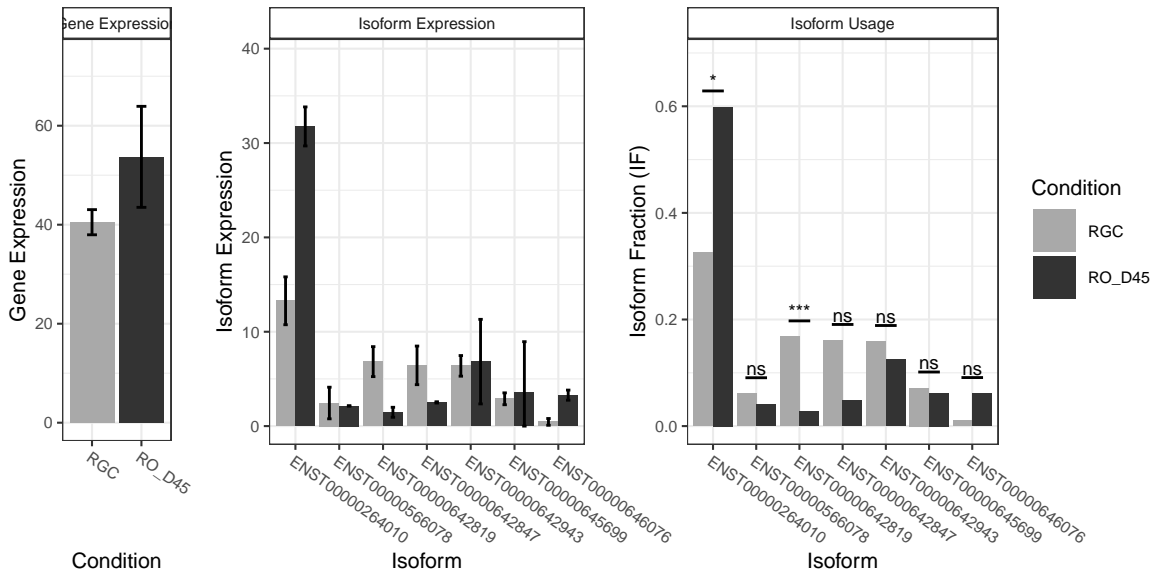 Gene Expression
Isoform Expression
Isoform Usage
Gene Expression
0
20
40
60
RGC
RO_D45
Condition
Isoform Expression
0
10
20
30
40
ENST00000264010
ENST00000566078
ENST00000642819
ENST00000642847
ENST00000642943
ENST00000645699
ENST00000646076
Isoform
Isoform Fraction (IF)
0.0
0.2
0.4
0.6
*
ns
***
ns
ns
ns
ns
ENST00000264010
ENST00000566078
ENST00000642819
ENST00000642847
ENST00000642943
ENST00000645699
ENST00000646076
Isoform
Condition
RGC
RO_D45